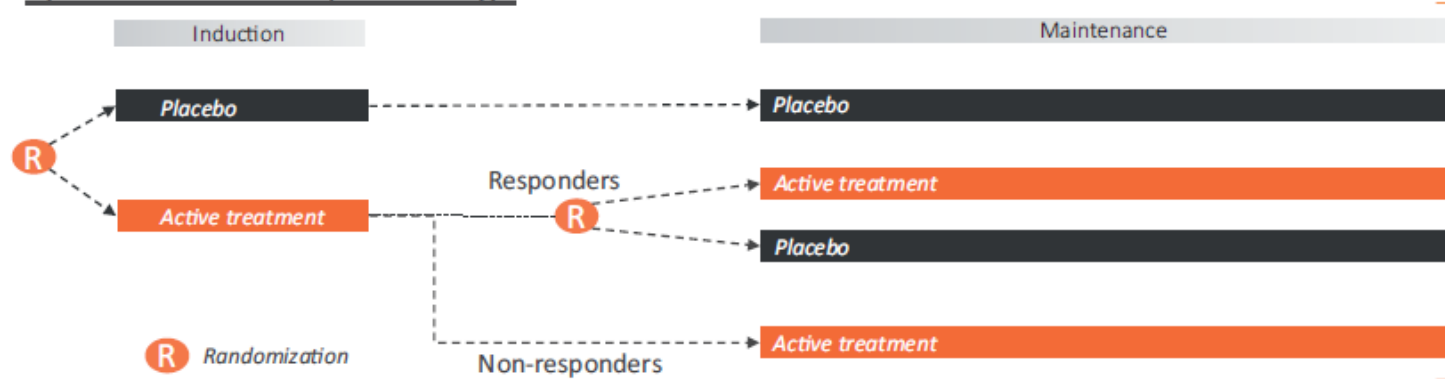 Induction
Maintenance
Placebo
Placebo
R
Responders
Active treatment
Active treatment
R
Placebo
Active treatment
R Randomization
Non-responders